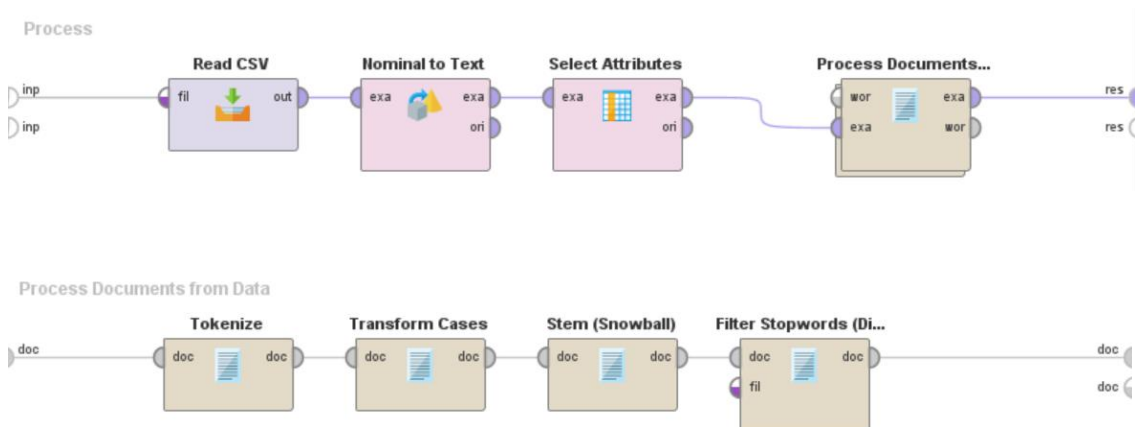 Process
Read CSV Nominal to Text Select Attributes Process Documents...
inp fil out exa exa exa exa wor exa res
inp ori ori exa wor res
Process Documents from Data
Tokenize Transform Cases Stem (Snowball) Filter Stopwords (Di...
doc doc doc doc doc doc doc doc doc doc
fil doc